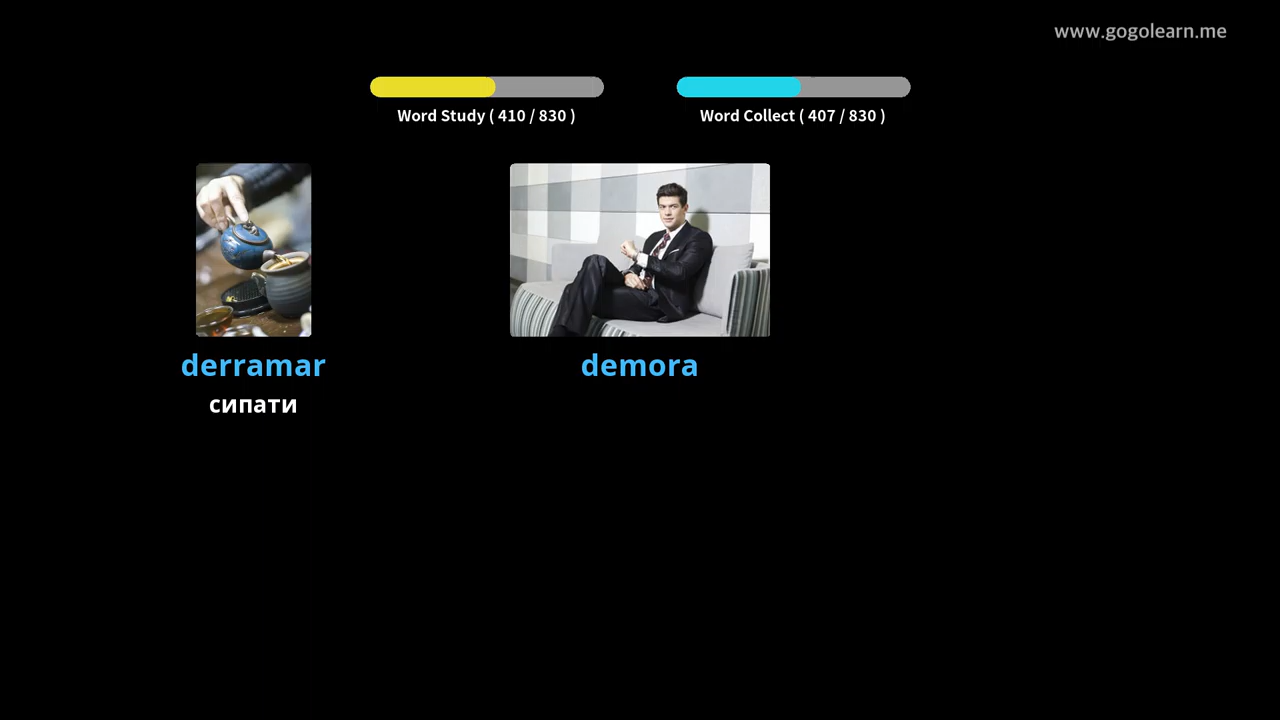 www.gogolearn.me
Word Study ( 410 / 830 )
Word Collect ( 407 / 830 )
derramar
demora
сипати